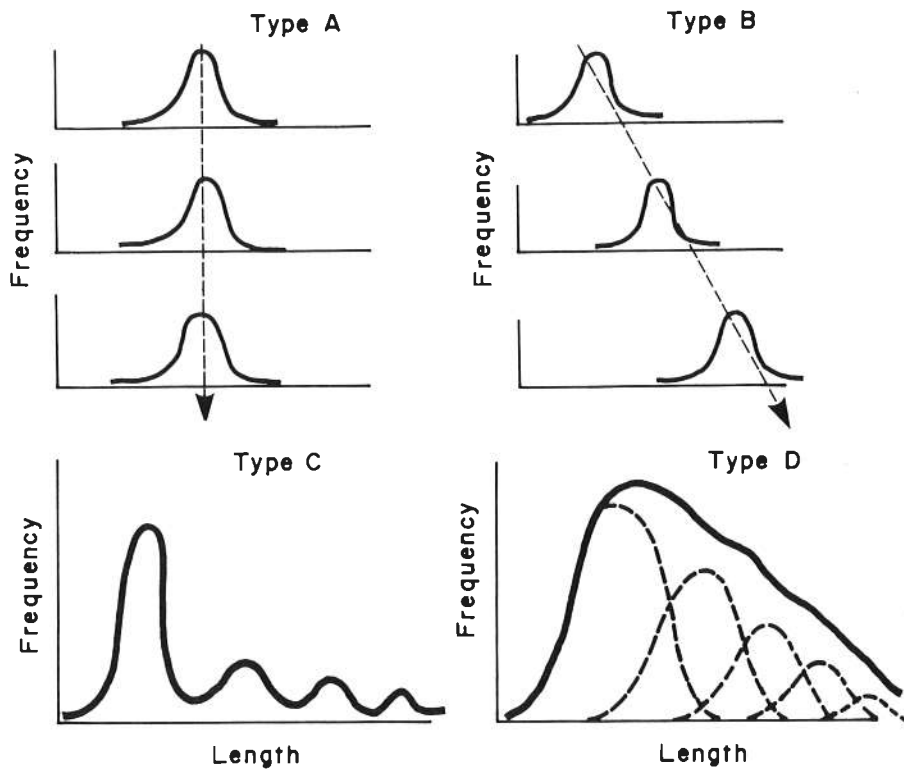 Type A
Type B
Frequency
Frequency
Type C
Type D
Frequency
Frequency
Length
Length